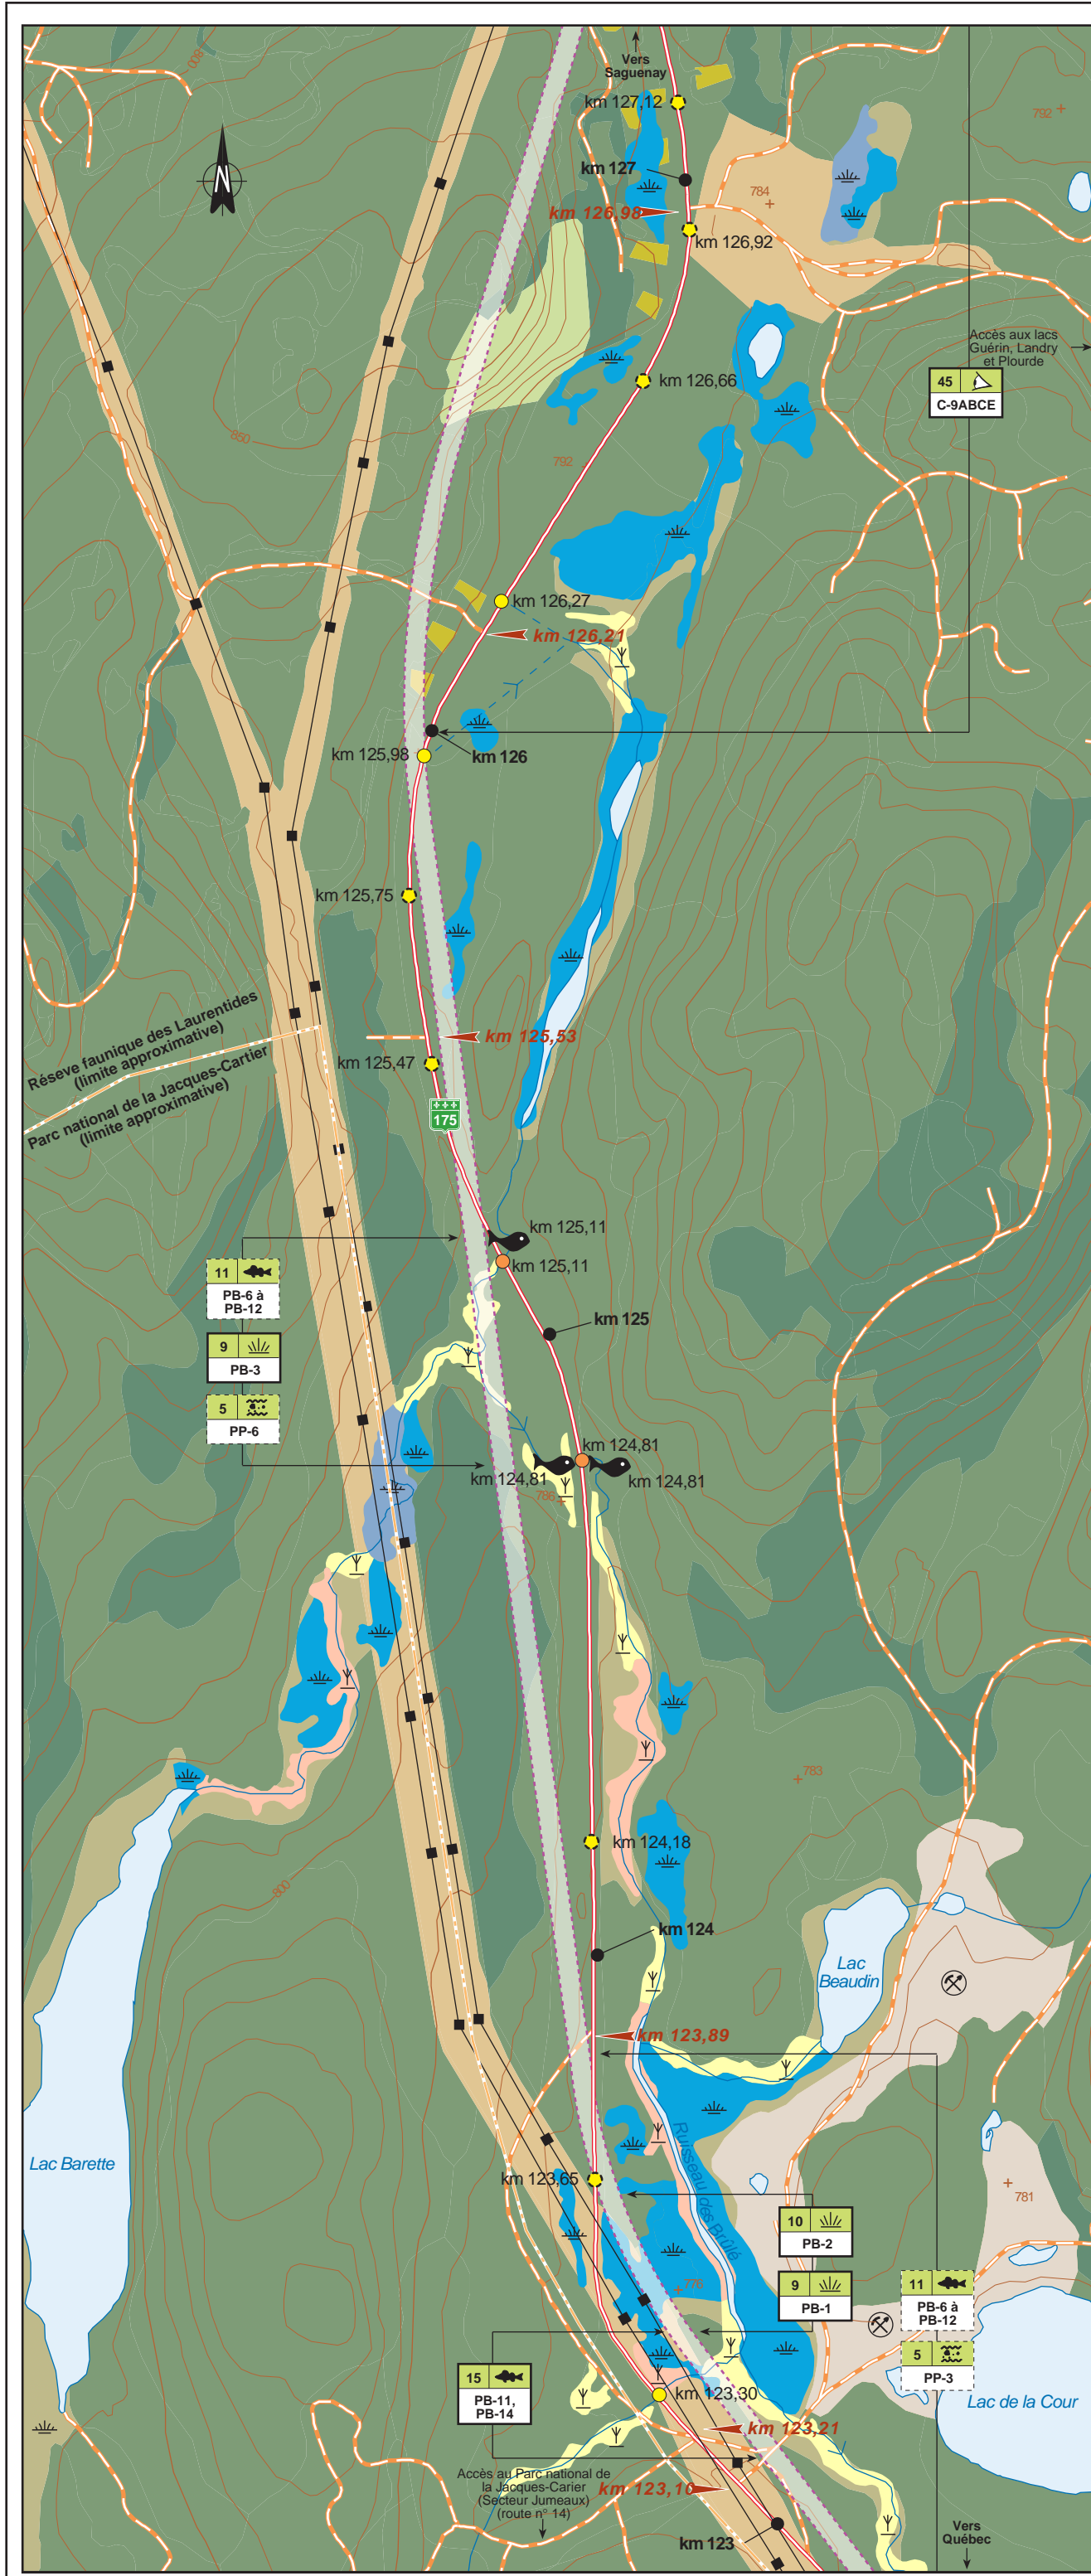 Vers
Saguenay
800
km 127,12
792
km 127
784
km 126,98
km 126,92
Accès aux lacs
Guérin, Landry
et Plourde
km 126,66
45
C-9ABCE
850
792
km 126,27
km 126,21
km 125,98
km 126
km 125,75
Réseve faunique des Laurentides
(limite approximative)
km 125,53
Parc national de la Jacques-Cartier
(limite approximative)
km 125,47
175
km 125,11
km 125,11
11
PB-6 à
PB-12
km 125
9
PB-3
5
PP-6
km 124,81
km 124,81
km 124,81
786
783
km 124,18
800
km 124
Lac
Beaudin
km 123,89
Lac Barette
Ruisseau des Brûlé
km 123,65
781
10
PB-2
775
9
PB-1
11
PB-6 à
PB-12
5
PP-3
15
PB-11,
PB-14
km 123,30
Lac de la Cour
km 123,21
Accès au Parc national de
la Jacques-Carier
(Secteur Jumeaux)
(route n° 14)
km 123,10
km 123
Vers
Québec
N